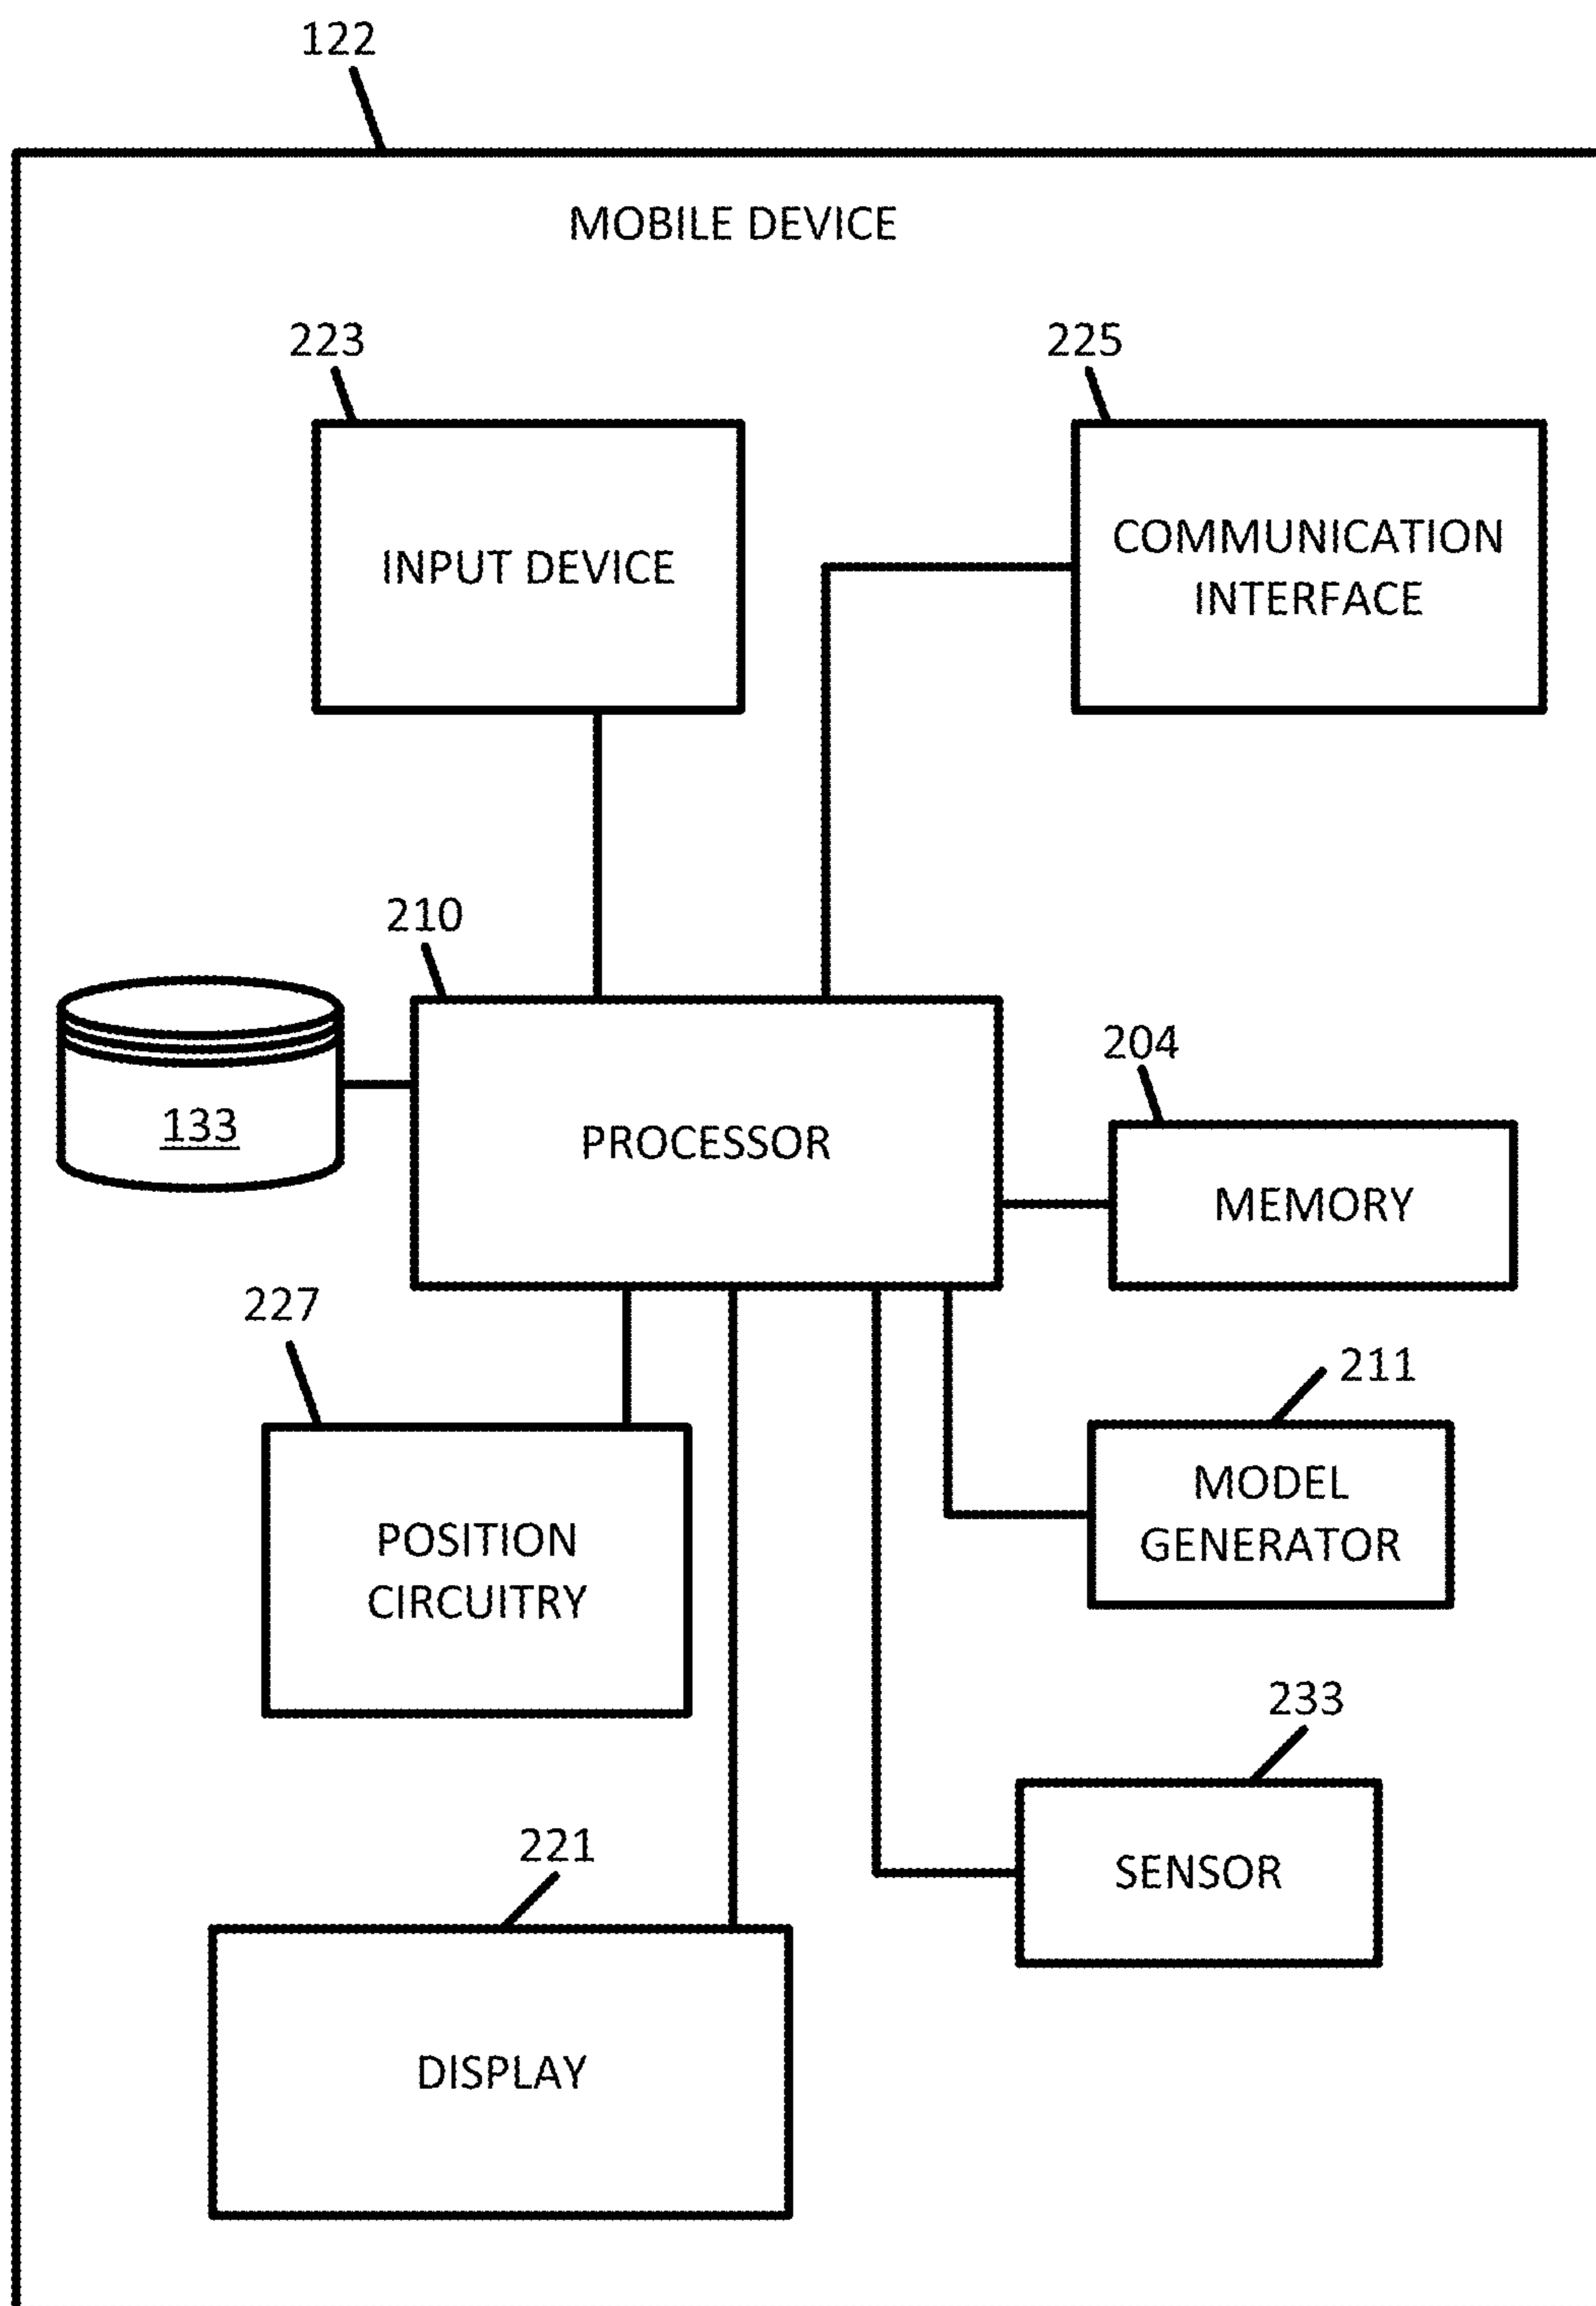 122
MOBILE DEVICE
223
225
INPUT DEVICE
COMMUNICATION
INTERFACE
210
133
PROCESSOR
204
MEMORY
227
POSITION
CIRCUITRY
211
MODEL
GENERATOR
233
SENSOR
221
DISPLAY